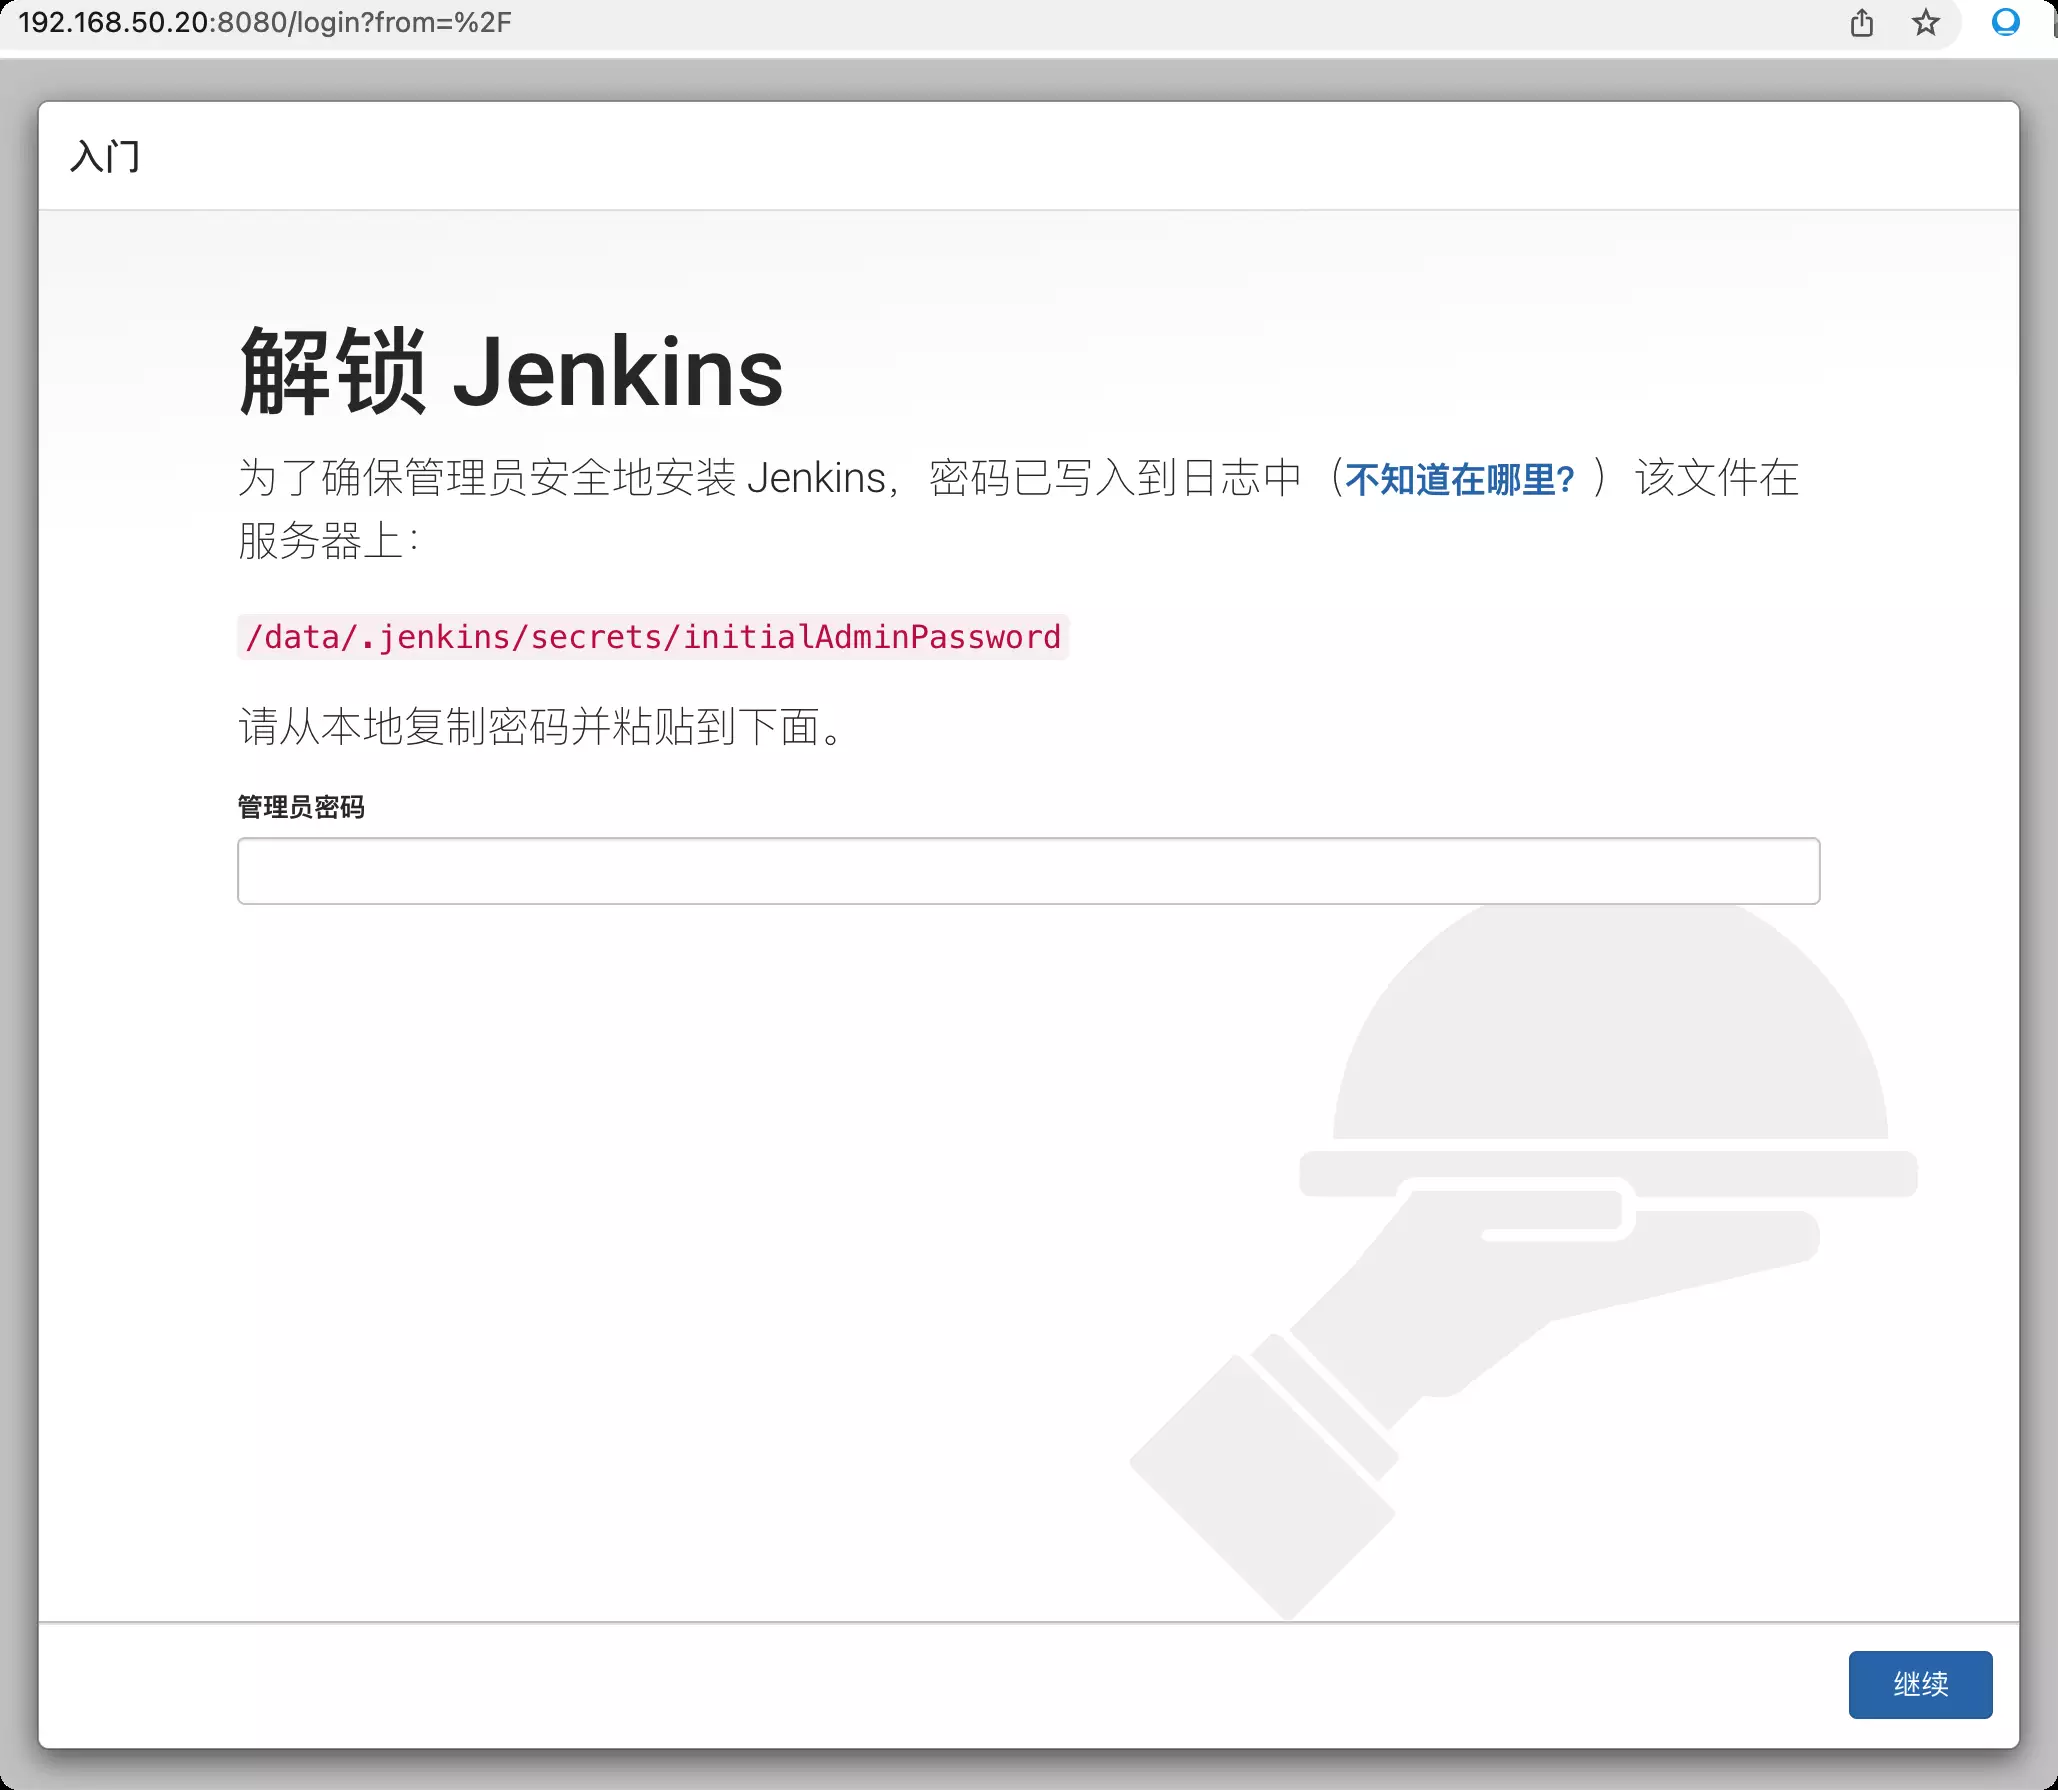 192.168.50.20:8080/login?from=%2F
入门
解锁 Jenkins
为了确保管理员安全地安装 Jenkins，密码已写入到日志中（不知道在哪里？）该文件在
服务器上：
/data/.jenkins/secrets/initialAdminPassword
请从本地复制密码并粘贴到下面。
管理员密码
继续